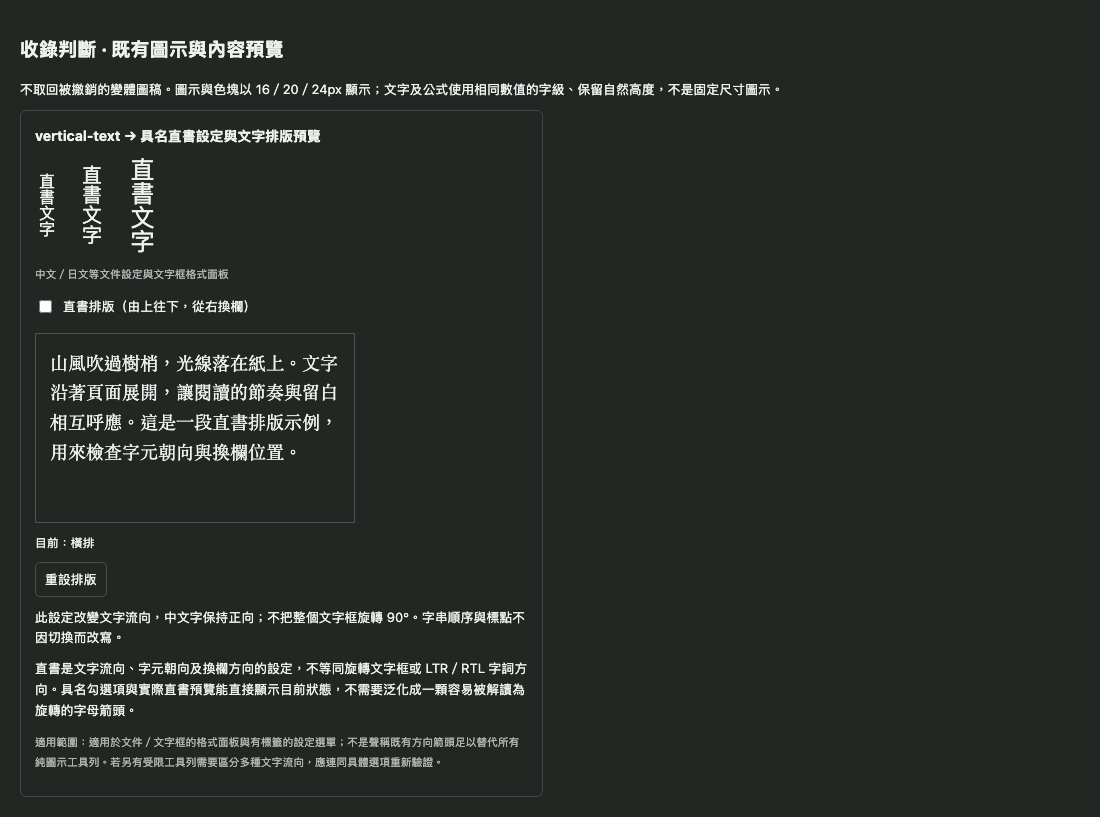 收錄判斷 · 既有圖示與內容預覽
不取回被撤銷的變體圖稿。圖示與色塊以 16 / 20 / 24px 顯示；文字及公式使用相同數值的字級、保留自然高度，不是固定尺寸圖示。
vertical-text → 具名直書設定與文字排版預覽
直書文字
直書文字
直書文字
中文 / 日文等文件設定與文字框格式面板
直書排版（由上往下，從右換欄）
山風吹過樹梢，光線落在紙上。文字
沿著頁面展開，讓閱讀的節奏與留白
相互呼應。這是一段直書排版示例，
用來檢查字元朝向與換欄位置。
目前：橫排
重設排版
此設定改變文字流向，中文字保持正向；不把整個文字框旋轉 90°。字串順序與標點不
因切換而改寫。
直書是文字流向、字元朝向及換欄方向的設定，不等同旋轉文字框或 LTR / RTL 字詞方
向。具名勾選項與實際直書預覽能直接顯示目前狀態，不需要泛化成一顆容易被解讀為
旋轉的字母箭頭。
適用範圍：適用於文件 / 文字框的格式面板與有標籤的設定選單；不是聲稱既有方向箭頭足以替代所有
純圖示工具列。若另有受限工具列需要區分多種文字流向，應連同具體選項重新驗證。